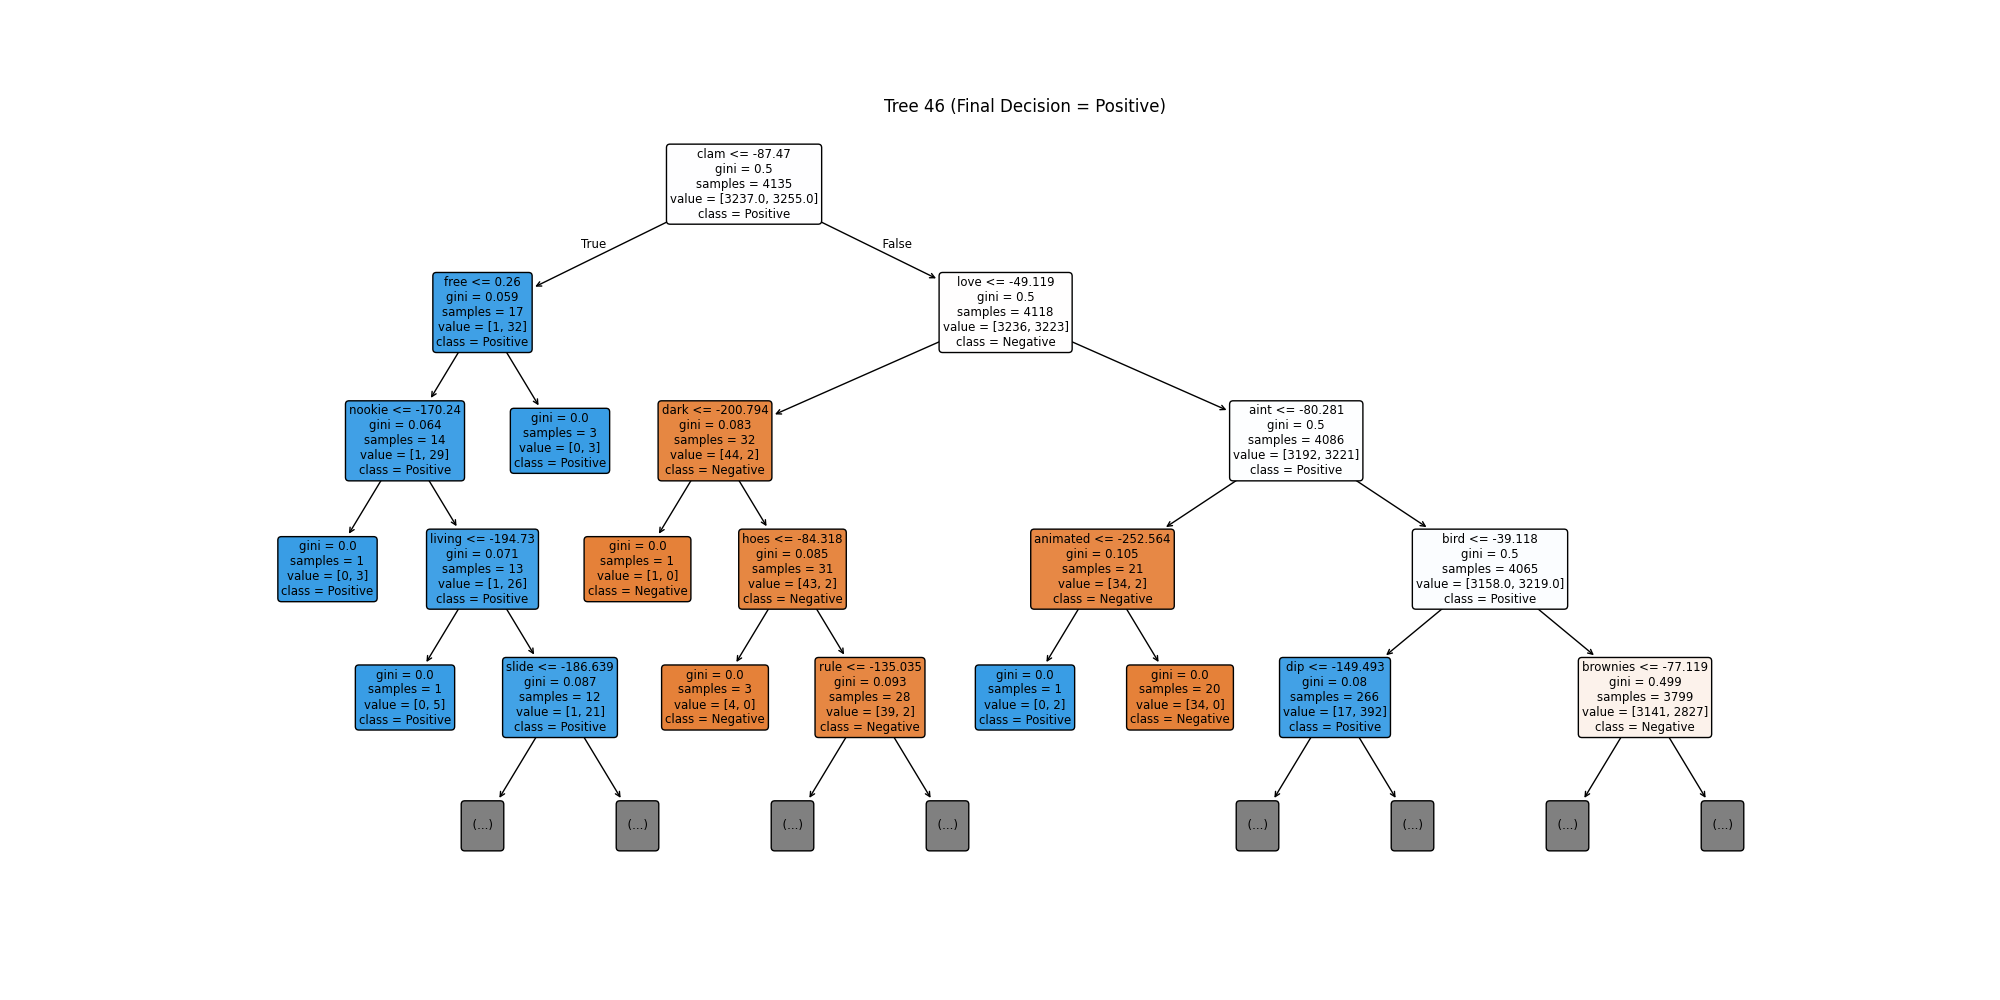 Tree 46 (Final Decision = Positive)
clam <= -87.47
gini = 0.5
samples = 4135
value = [3237.0, 3255.0]
class = Positive
True
False
free <= 0.26
gini = 0.059
samples = 17
value = [1, 32]
class = Positive
love <= -49.119
gini = 0.5
samples = 4118
value = [3236, 3223]
class = Negative
nookie <= -170.24
gini = 0.064
samples = 14
value = [1, 29]
class = Positive
gini = 0.0
samples = 3
value = [0, 3]
class = Positive
dark <= -200.794
gini = 0.083
samples = 32
value = [44, 2]
class = Negative
aint <= -80.281
gini = 0.5
samples = 4086
value = [3192, 3221]
class = Positive
gini = 0.0
samples = 1
value = [0, 3]
class = Positive
living <= -194.73
gini = 0.071
samples = 13
value = [1, 26]
class = Positive
gini = 0.0
samples = 1
value = [1, 0]
class = Negative
hoes <= -84.318
gini = 0.085
samples = 31
value = [43, 2]
class = Negative
animated <= -252.564
gini = 0.105
samples = 21
value = [34, 2]
class = Negative
bird <= -39.118
gini = 0.5
samples = 4065
value = [3158.0, 3219.0]
class = Positive
gini = 0.0
samples = 1
value = [0, 5]
class = Positive
slide <= -186.639
gini = 0.087
samples = 12
value = [1, 21]
class = Positive
gini = 0.0
samples = 3
value = [4, 0]
class = Negative
rule <= -135.035
gini = 0.093
samples = 28
value = [39, 2]
class = Negative
gini = 0.0
samples = 1
value = [0, 2]
class = Positive
gini = 0.0
samples = 20
value = [34, 0]
class = Negative
dip <= -149.493
gini = 0.08
samples = 266
value = [17, 392]
class = Positive
brownies <= -77.119
gini = 0.499
samples = 3799
value = [3141, 2827]
class = Negative
(...)
(...)
(...)
(...)
(...)
(...)
(...)
(...)